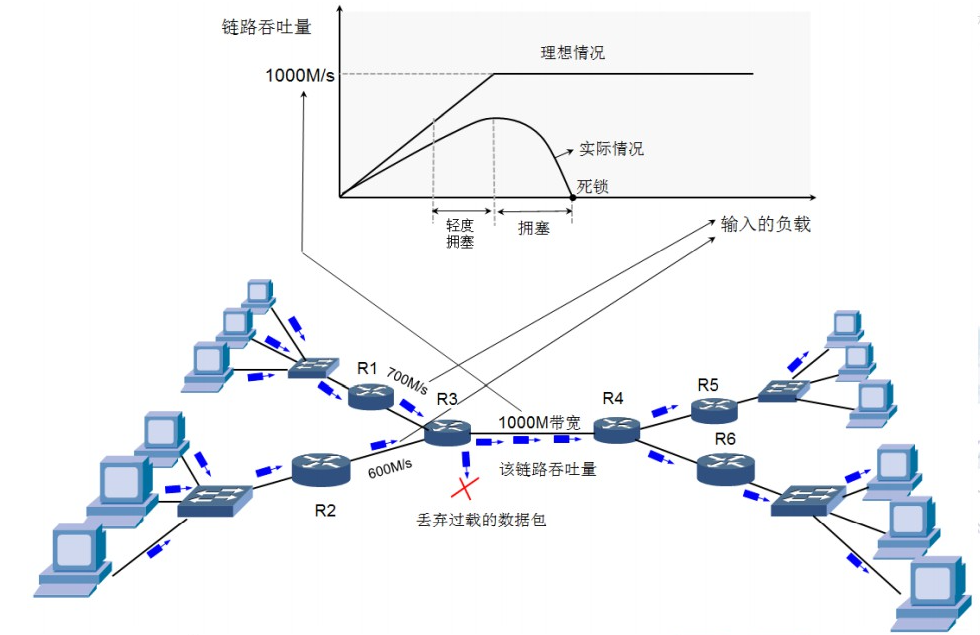 链路吞吐量
理想情况
1000M/s
实际情况
死锁
轻度
拥塞
拥塞
输入的负载
R1
700M/s
R3
1000M带宽
R4
R5
R6
600M/s
该链路吞吐量
R2
丢弃过载的数据包